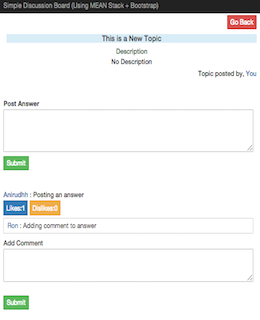 Simple Discussion Board (Using MEAN Stack + Bootstrap)
Go Back
This is a New Topic
Description
No Description
Topic posted by, You
Post Answer
Submit
Anirudhh : Posting an answer
Likes:1 Dislikes:0
Ron : Adding comment to answer
Add Comment
Submit